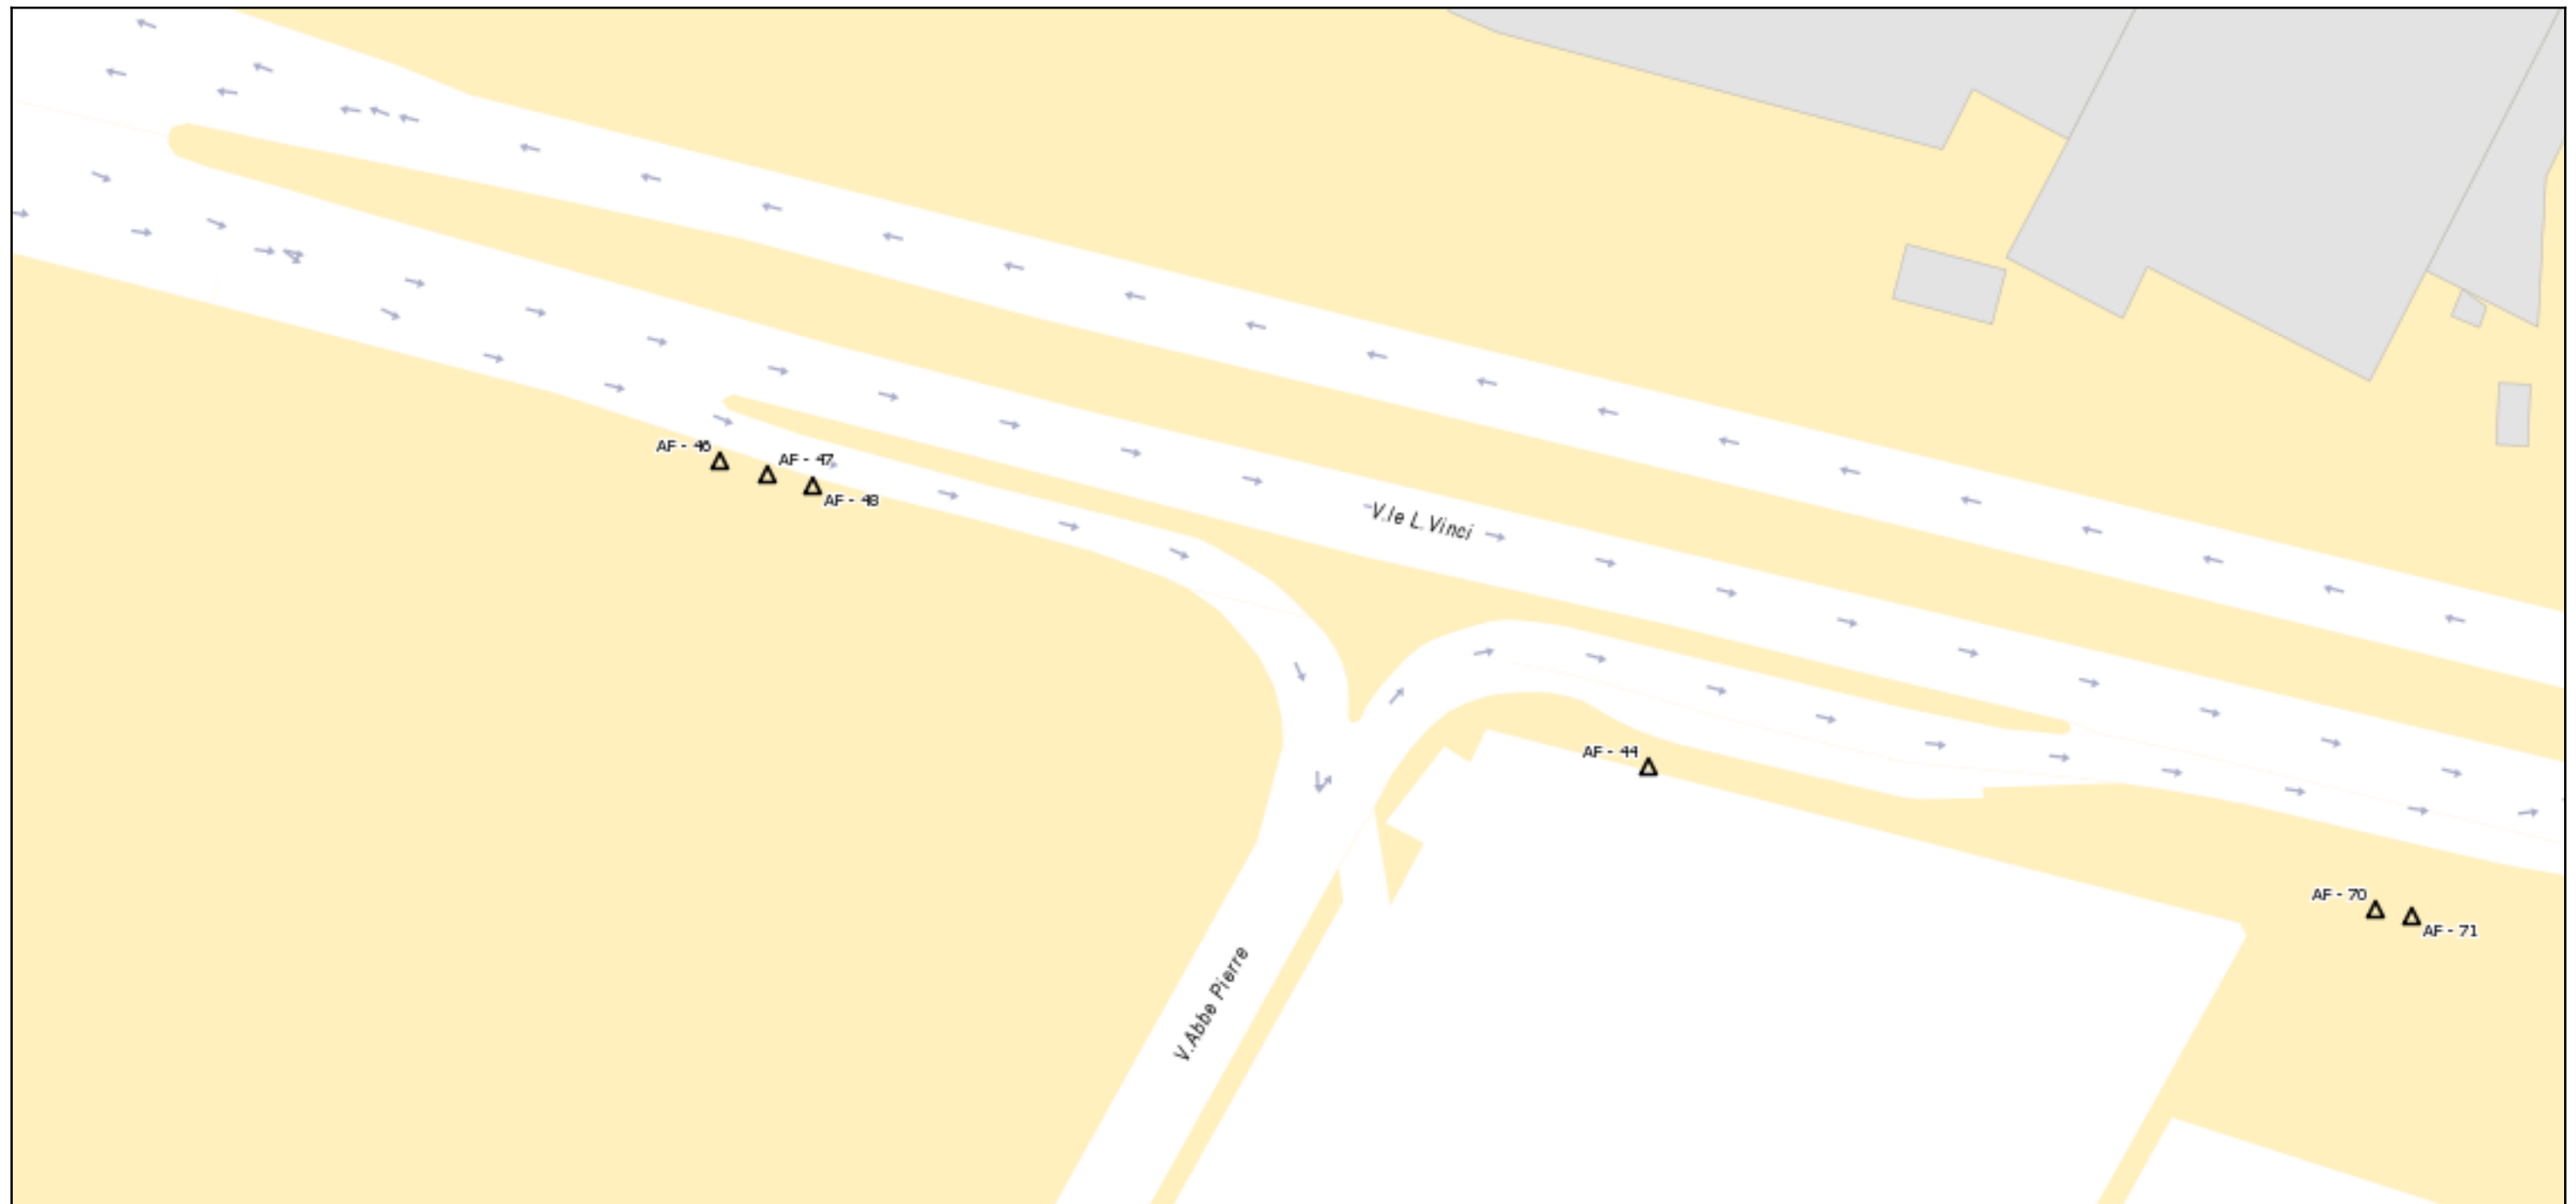 AF - 46
AF - 47
AF - 48
V.le L.Vinci
AF - 44
AF - 70
AF - 71
V.Abbe Pierre